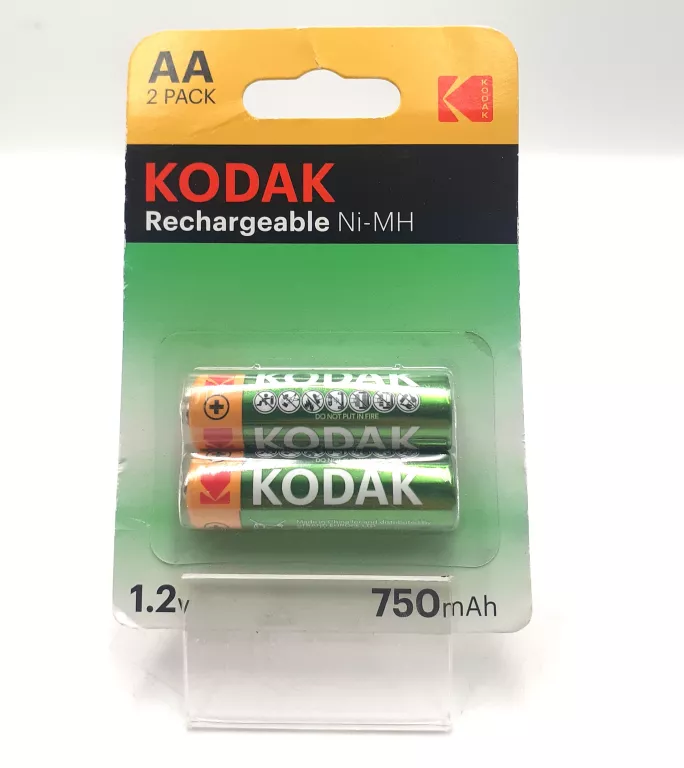 AA
2 PACK
KODAK
KODAK
Rechargeable Ni-MH
KODAK
DO NOT PUT IN FIRE
KODAK
KODAK
1.2v
750mAh